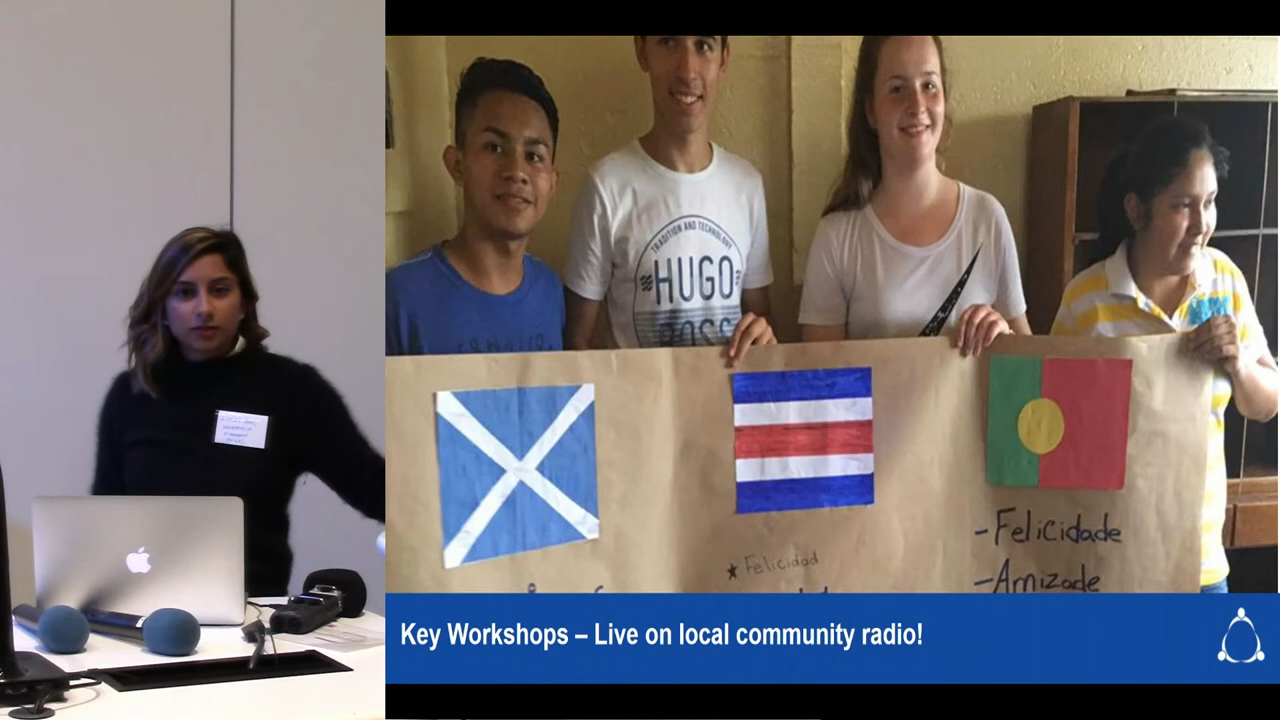 TRADITION AND TECHNOLOGY
HUGO
BOSS
★ Felicidad
- Felicidade
- Amizade
Key Workshops – Live on local community radio!